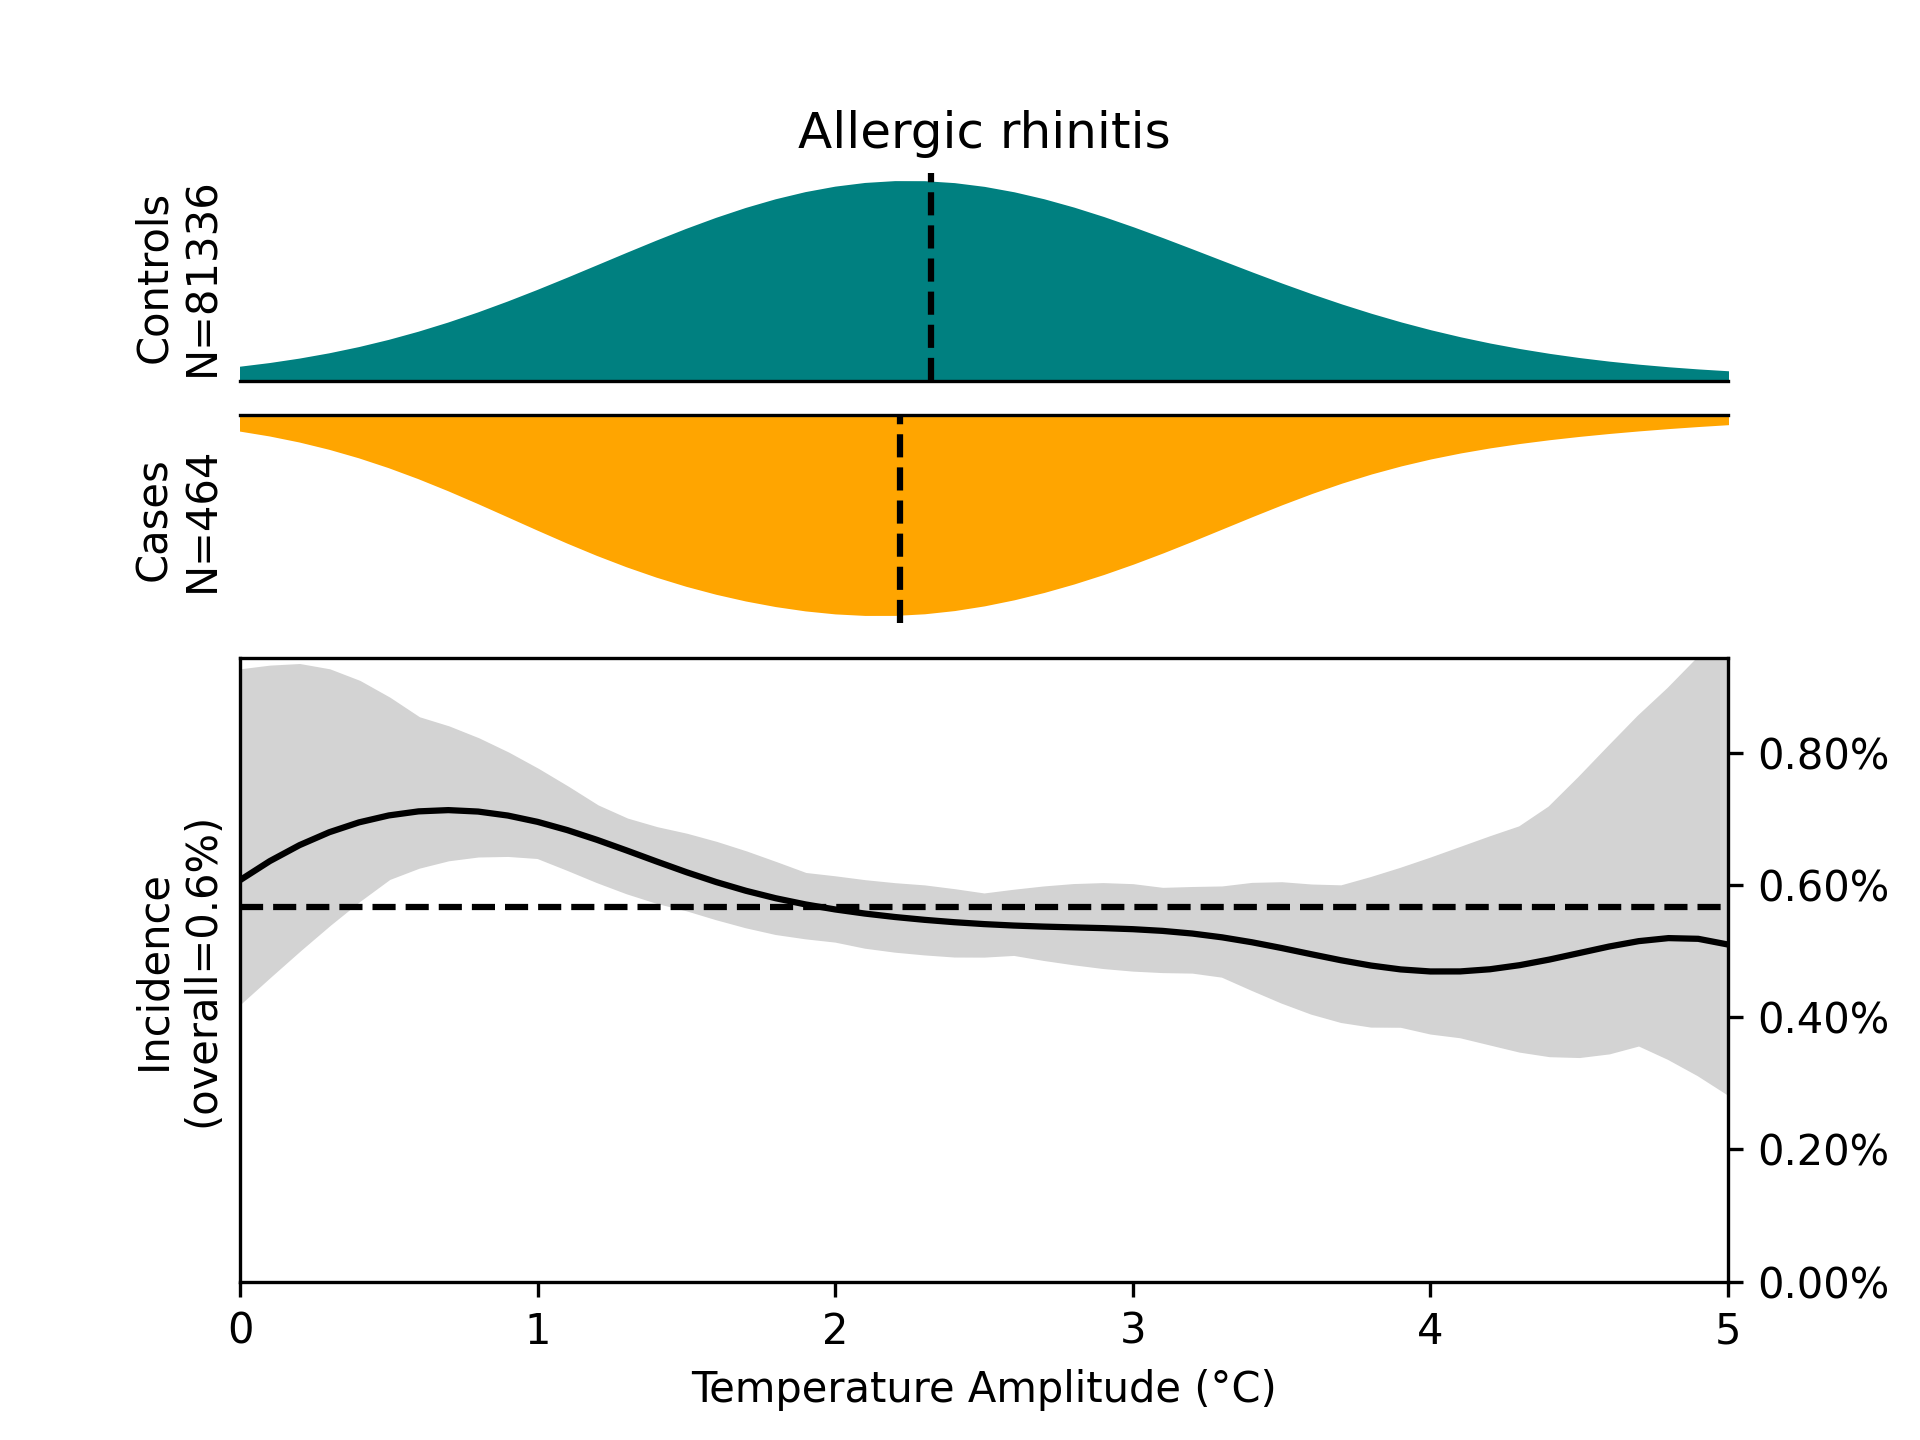 Allergic rhinitis
Controls
N=81336
Cases
N=464
Incidence
(overall=0.6%)
0.80%
0.60%
0.40%
0.20%
0.00%
0 1 2 3 4 5
Temperature Amplitude (°C)